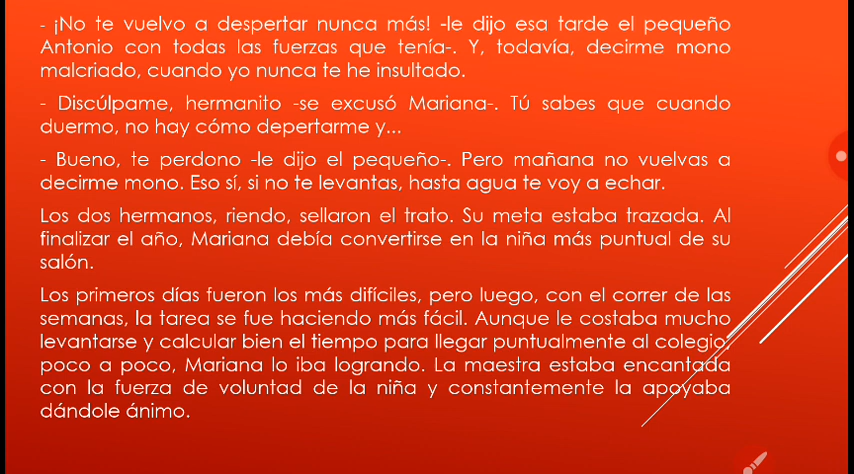 - ¡No te vuelvo a despertar nunca más! -le dijo esa tarde el pequeño
Antonio con todas las fuerzas que tenía-. Y, todavía, decirme mono
malcriado, cuando yo nunca te he insultado.
- Discúlpame, hermanito -se excusó Mariana-. Tú sabes que cuando
duermo, no hay cómo depertarme y...
- Bueno, te perdono -le dijo el pequeño-. Pero mañana no vuelvas a
decirme mono. Eso sí, si no te levantas, hasta agua te voy a echar.
Los dos hermanos, riendo, sellaron el trato. Su meta estaba trazada. Al
finalizar el año, Mariana debía convertirse en la niña más puntual de su
salón.
Los primeros días fueron los más difíciles, pero luego, con el correr de las
semanas, la tarea se fue haciendo más fácil. Aunque le costaba mucho
levantarse y calcular bien el tiempo para llegar puntualmente al colegio,
poco a poco, Mariana lo iba logrando. La maestra estaba encantada
con la fuerza de voluntad de la niña y constantemente la apoyaba
dándole ánimo.